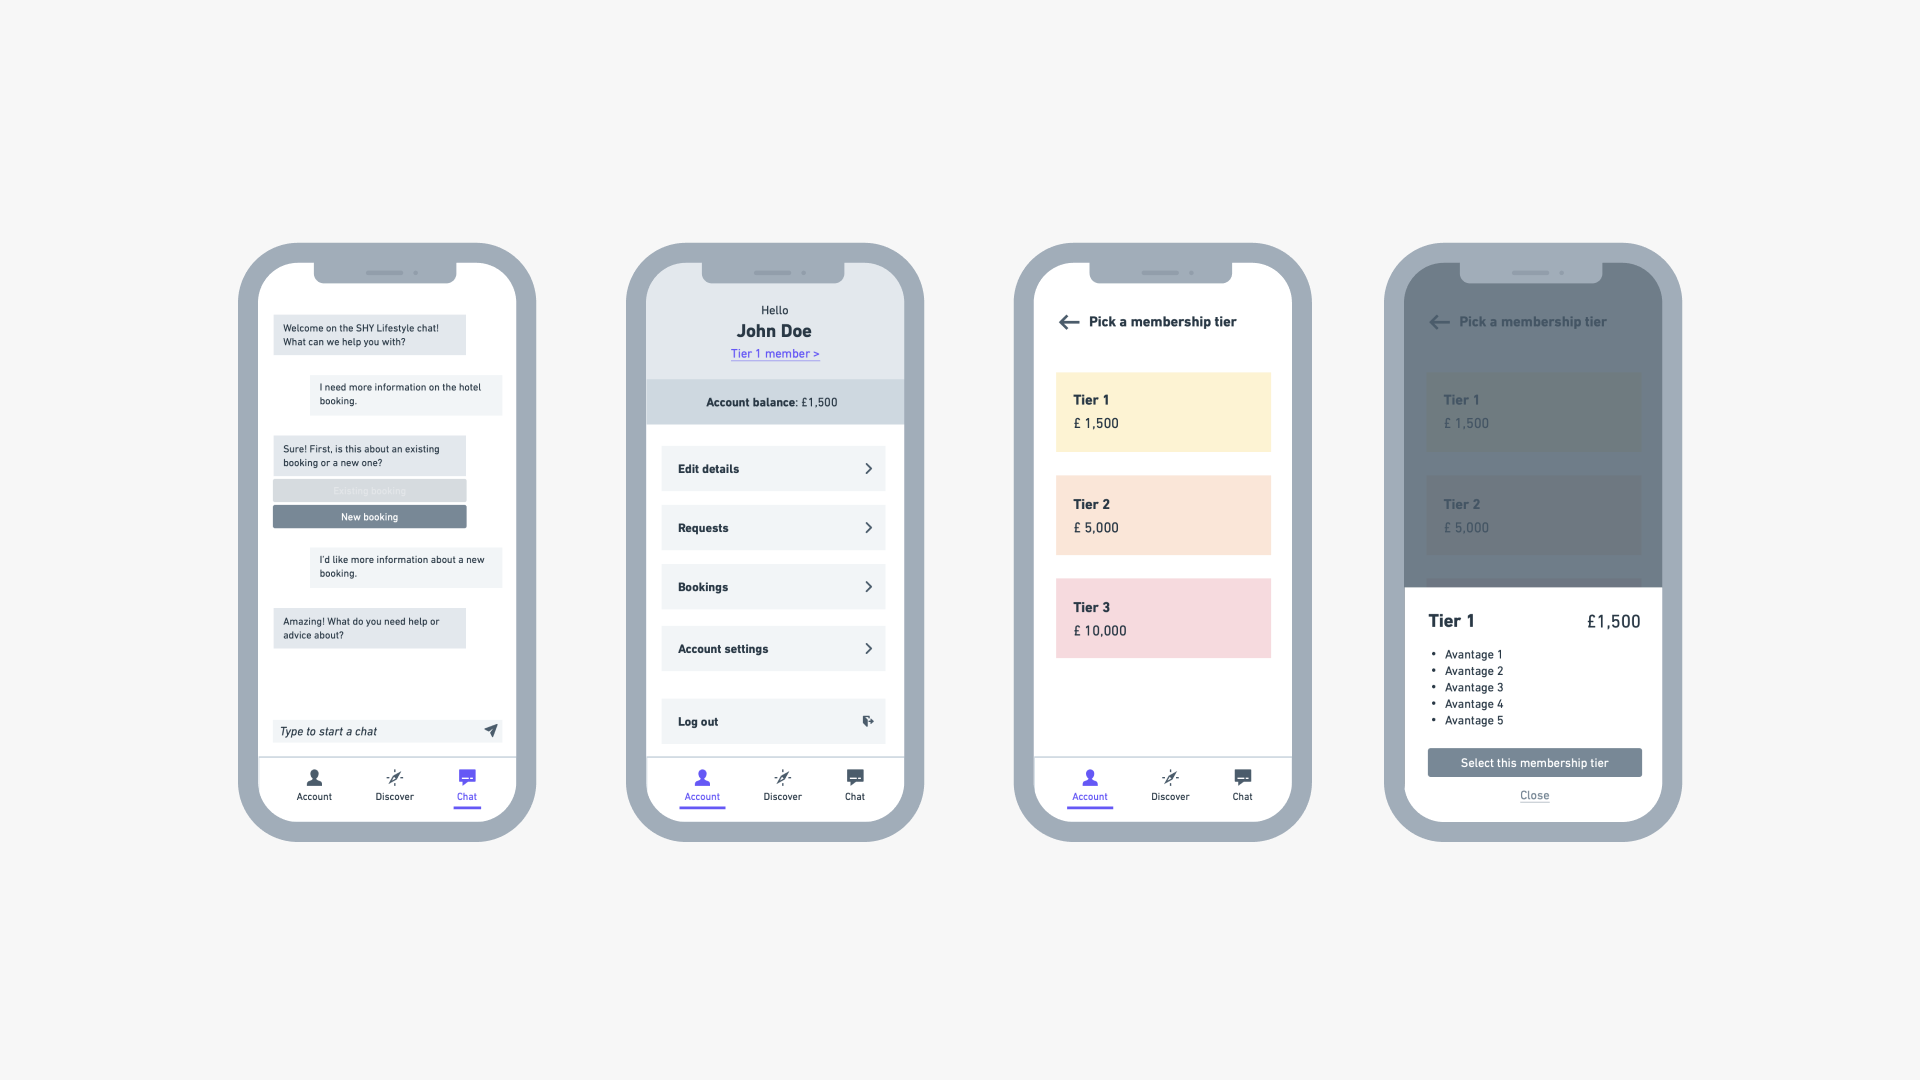 Welcome on the SHY Lifestyle chat!
What can we help you with?
I need more information on the hotel
booking.
Sure! First, is this about an existing
booking or a new one?
Existing booking
New booking
I'd like more information about a new
booking.
Amazing! What do you need help or
advice about?
Type to start a chat
Account
Discover
Chat
Hello
John Doe
Tier 1 member >
Account balance: £1,500
Edit details
Requests
Bookings
Account settings
Log out
Account
Discover
Chat
Pick a membership tier
Tier 1
£ 1,500
Tier 2
£ 5,000
Tier 3
£ 10,000
Account
Discover
Chat
Pick a membership tier
Tier 1
£ 1,500
Tier 2
£ 5,000
Tier 1
£1,500
• Avantage 1
• Avantage 2
• Avantage 3
• Avantage 4
• Avantage 5
Select this membership tier
Close